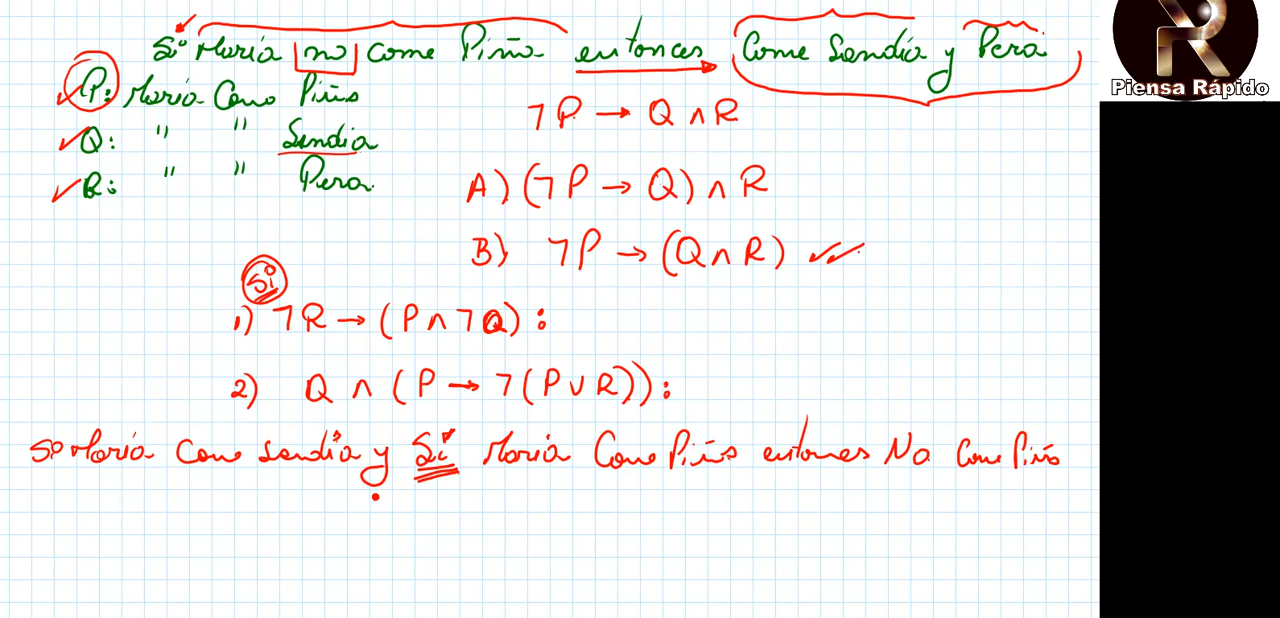 Si María no come Piña entonces Come Sandía y Pera
P: María Come Piña
Q: " " Sandia
R: " " Pera
¬P → Q ∧ R
A) (¬P → Q) ∧ R
B) ¬P → (Q ∧ R)
Si
1) ¬R → (P ∧ ¬Q) :
2) Q ∧ (P → ¬(P ∨ R)) :
Si María Come Sandía y Si María Come Piña entonces No Come Piña
R
Piensa Rápido